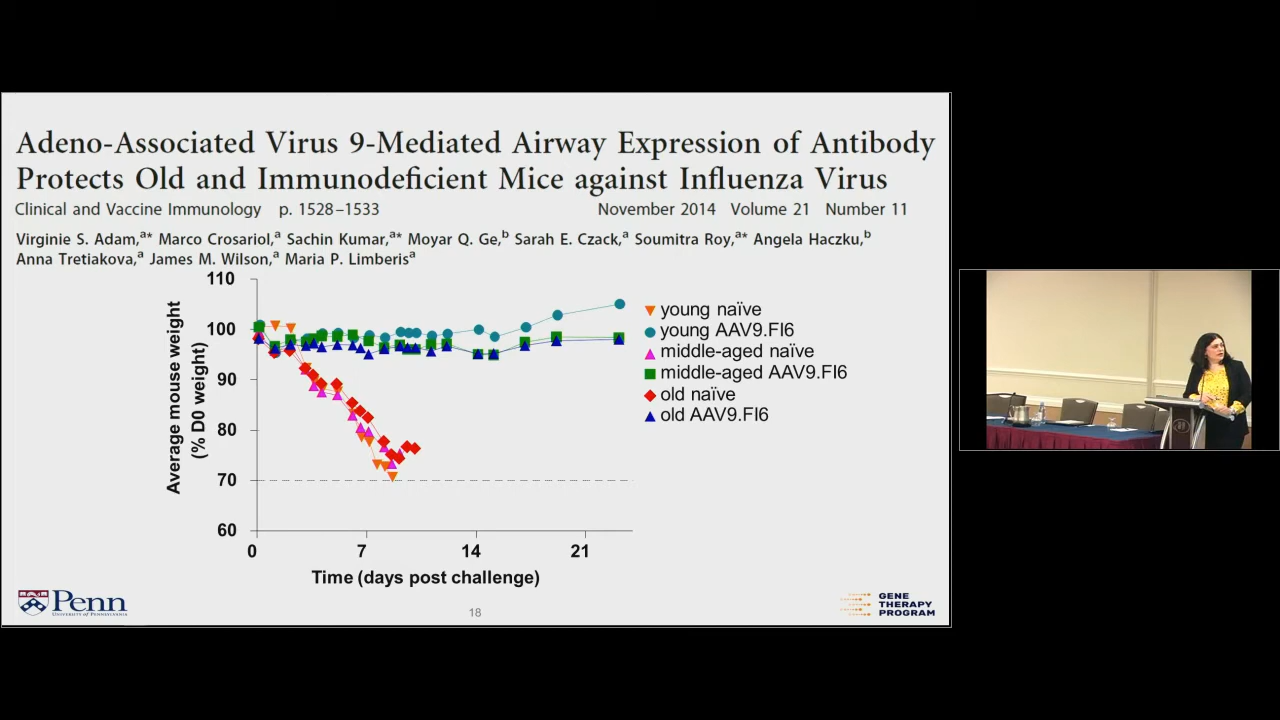 Adeno-Associated Virus 9-Mediated Airway Expression of Antibody
Protects Old and Immunodeficient Mice against Influenza Virus
Clinical and Vaccine Immunology p. 1528–1533 November 2014 Volume 21 Number 11
Virginie S. Adam,a* Marco Crosariol,a Sachin Kumar,a* Moyar Q. Ge,b Sarah E. Czack,a Soumitra Roy,a* Angela Haczku,b
Anna Tretiakova,a James M. Wilson,a Maria P. Limberisa
Average mouse weight
(% D0 weight)
110
100
90
80
70
60
0 7 14 21
Time (days post challenge)
young naïve
young AAV9.FI6
middle-aged naïve
middle-aged AAV9.FI6
old naïve
old AAV9.FI6
Penn
UNIVERSITY OF PENNSYLVANIA
18
GENE
THERAPY
PROGRAM